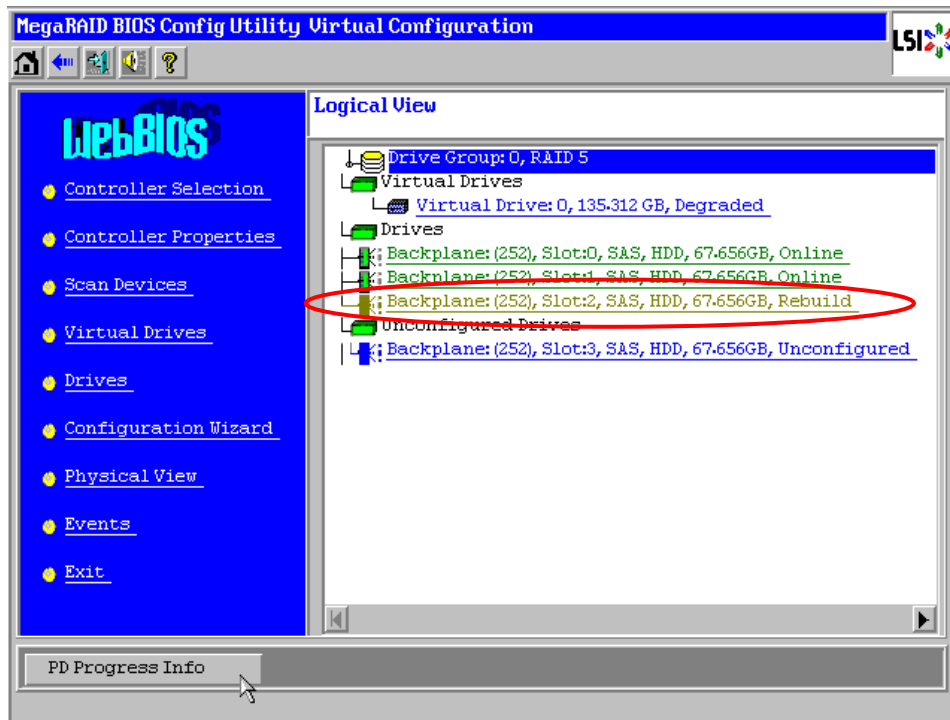 MegaRAID BIOS Config Utility Virtual Configuration
LSI
WebBIOS
Controller Selection
Controller Properties
Scan Devices
Virtual Drives
Drives
Configuration Wizard
Physical View
Events
Exit
Logical View
Drive Group: 0, RAID 5
Virtual Drives
Virtual Drive: 0, 135.312 GB, Degraded
Drives
Backplane: (252), Slot:0, SAS, HDD, 67.656GB, Online
Backplane: (252), Slot:1, SAS, HDD, 67.656GB, Online
Backplane: (252), Slot:2, SAS, HDD, 67.656GB, Rebuild
Unconfigured Drives
Backplane: (252), Slot:3, SAS, HDD, 67.656GB, Unconfigured
PD Progress Info